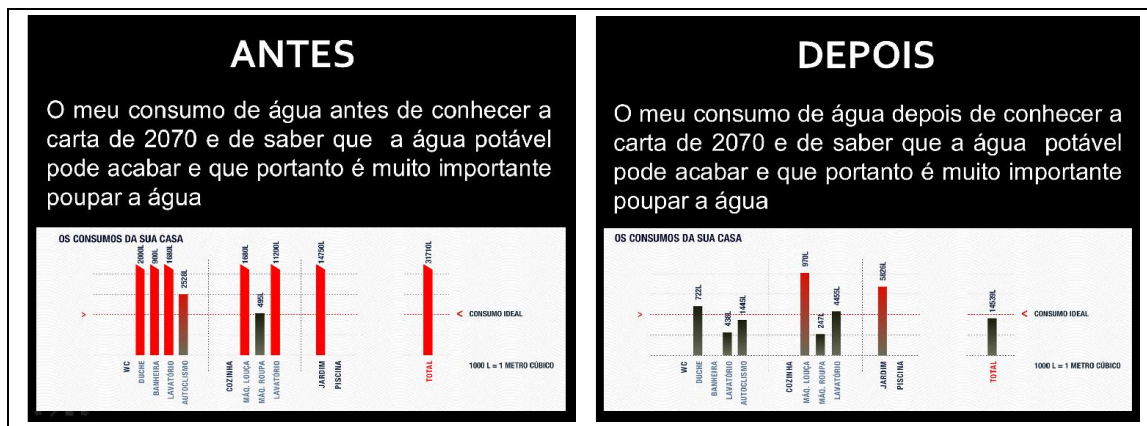 ANTES
O meu consumo de água antes de conhecer a
carta de 2070 e de saber que a água potável
pode acabar e que portanto é muito importante
poupar a água
OS CONSUMOS DA SUA CASA
2000L
900L
1680L
2528L
1680L
495L
11200L
14750L
31710L
> < CONSUMO IDEAL
WC
DUCHE
BANHEIRA
LAVATÓRIO
AUTOCLISMO
COZINHA
MÁQ. LOUÇA
MÁQ. ROUPA
LAVATÓRIO
JARDIM
PISCINA
TOTAL
1000 L = 1 METRO CÚBICO
DEPOIS
O meu consumo de água depois de conhecer a
carta de 2070 e de saber que a água potável
pode acabar e que portanto é muito importante
poupar a água
OS CONSUMOS DA SUA CASA
722L
438L
1445L
970L
247L
4455L
5826L
14539L
> < CONSUMO IDEAL
WC
DUCHE
BANHEIRA
LAVATÓRIO
AUTOCLISMO
COZINHA
MÁQ. LOUÇA
MÁQ. ROUPA
LAVATÓRIO
JARDIM
PISCINA
TOTAL
1000 L = 1 METRO CÚBICO